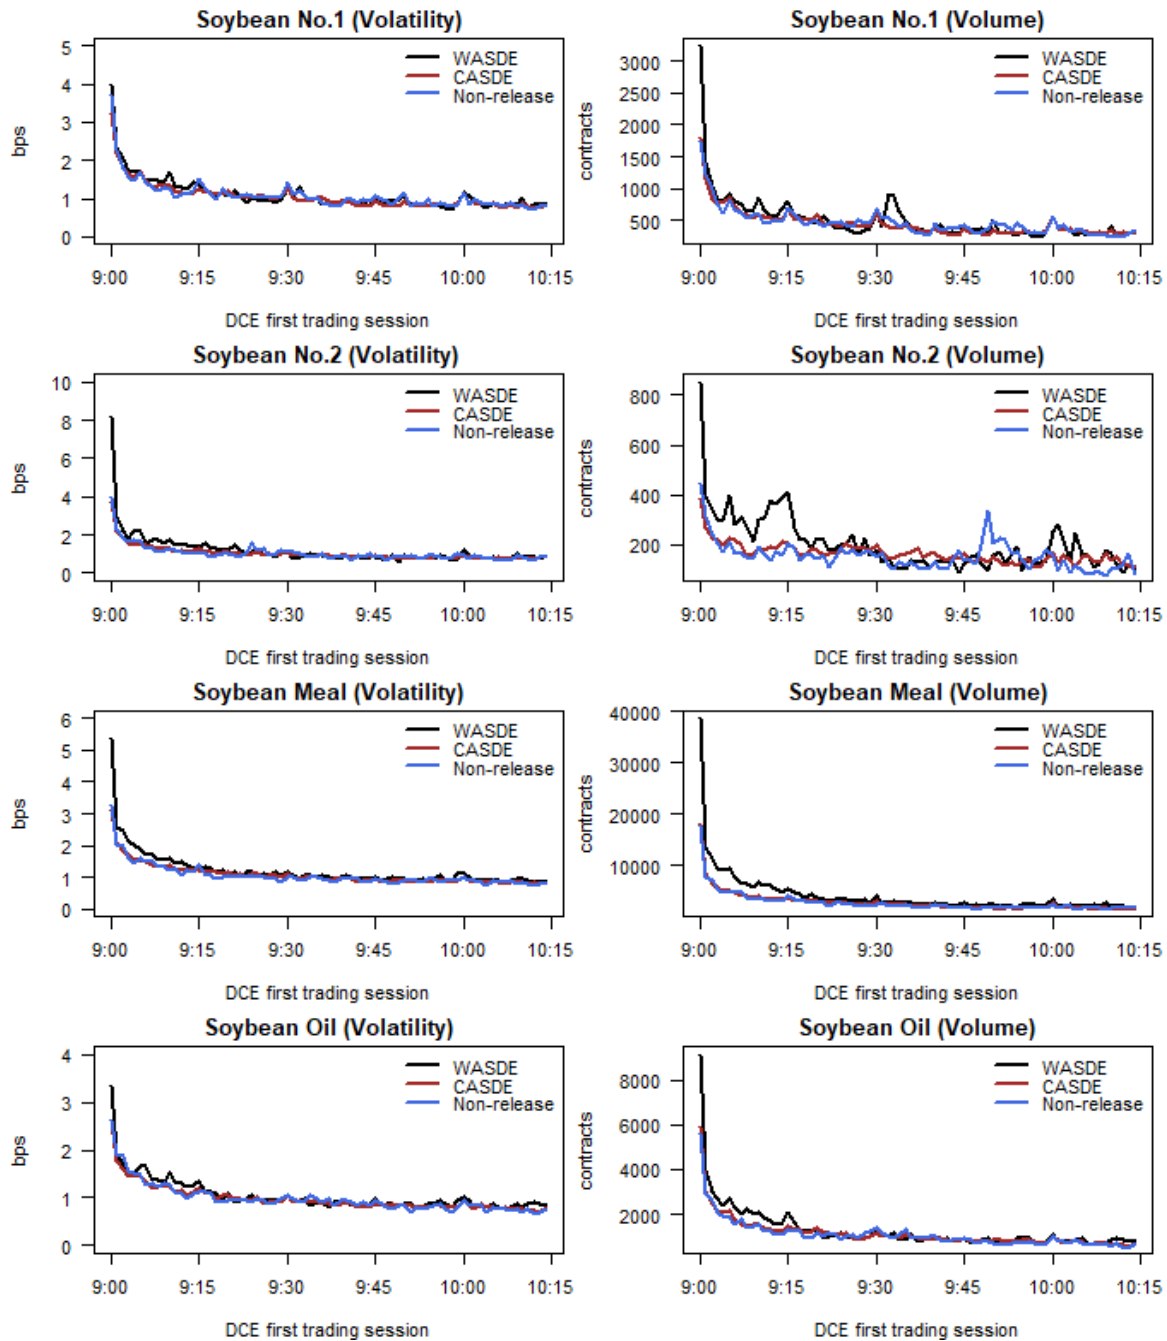 Soybean No.1 (Volatility)
5
4
3
2
1
0
bps
WASDE
CASDE
Non-release
9:00 9:15 9:30 9:45 10:00 10:15
DCE first trading session
Soybean No.1 (Volume)
3000
2500
2000
1500
1000
500
contracts
WASDE
CASDE
Non-release
9:00 9:15 9:30 9:45 10:00 10:15
DCE first trading session
Soybean No.2 (Volatility)
10
8
6
4
2
0
bps
WASDE
CASDE
Non-release
9:00 9:15 9:30 9:45 10:00 10:15
DCE first trading session
Soybean No.2 (Volume)
800
600
400
200
contracts
WASDE
CASDE
Non-release
9:00 9:15 9:30 9:45 10:00 10:15
DCE first trading session
Soybean Meal (Volatility)
6
5
4
3
2
1
0
bps
WASDE
CASDE
Non-release
9:00 9:15 9:30 9:45 10:00 10:15
DCE first trading session
Soybean Meal (Volume)
40000
30000
20000
10000
contracts
WASDE
CASDE
Non-release
9:00 9:15 9:30 9:45 10:00 10:15
DCE first trading session
Soybean Oil (Volatility)
4
3
2
1
0
bps
WASDE
CASDE
Non-release
9:00 9:15 9:30 9:45 10:00 10:15
DCE first trading session
Soybean Oil (Volume)
8000
6000
4000
2000
contracts
WASDE
CASDE
Non-release
9:00 9:15 9:30 9:45 10:00 10:15
DCE first trading session